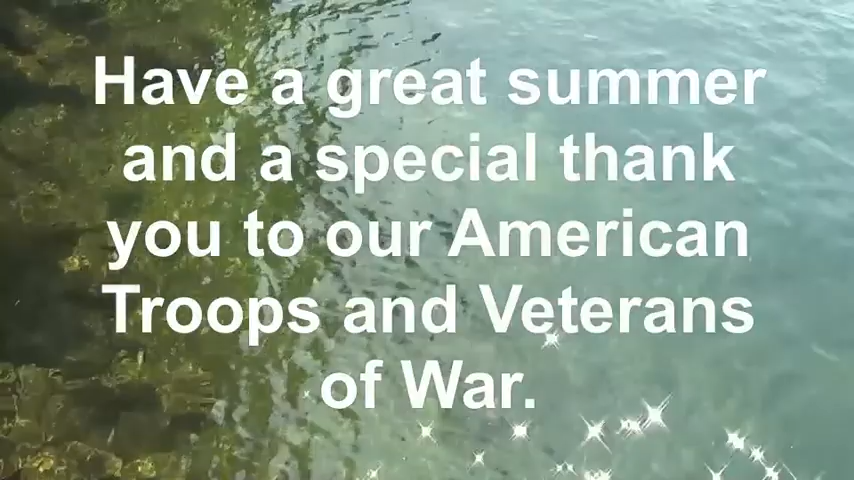 Have a great summer
and a special thank
you to our American
Troops and Veterans
of War.